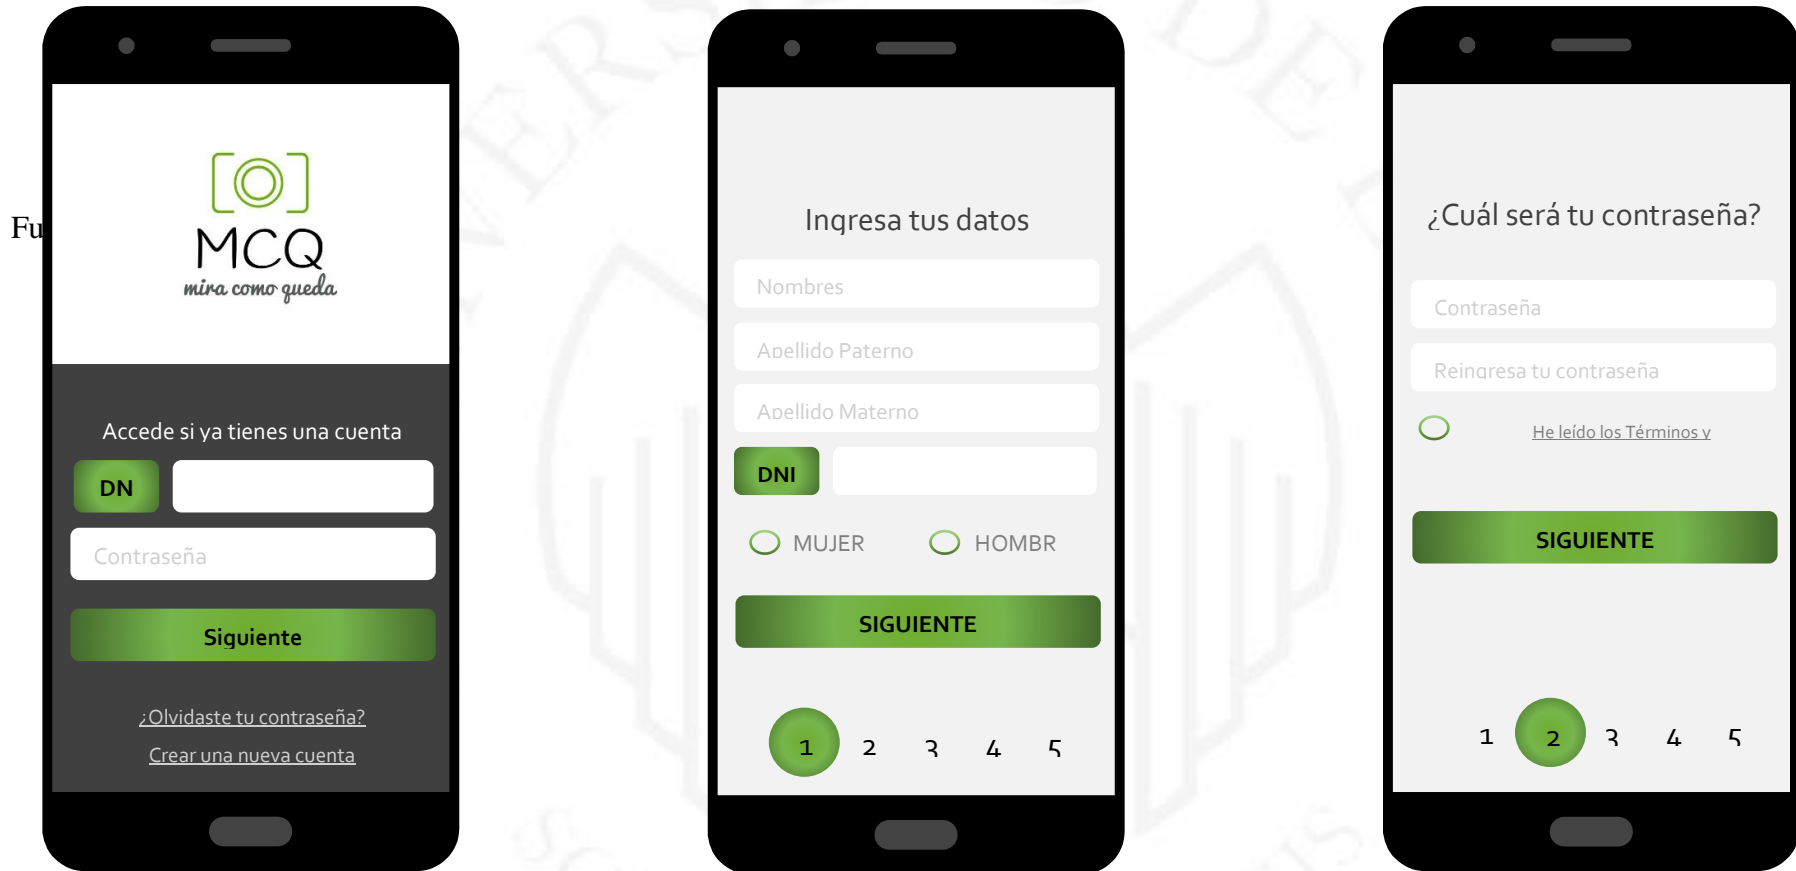 Fu
MCQ
mira como queda
Accede si ya tienes una cuenta
DN
Contraseña
Siguiente
¿Olvidaste tu contraseña?
Crear una nueva cuenta
Ingresa tus datos
Nombres
Apellido Paterno
Apellido Materno
DNI
MUJER HOMBR
SIGUIENTE
1 2 3 4 5
¿Cuál será tu contraseña?
Contraseña
Reingresa tu contraseña
He leído los Términos y
SIGUIENTE
1 2 3 4 5